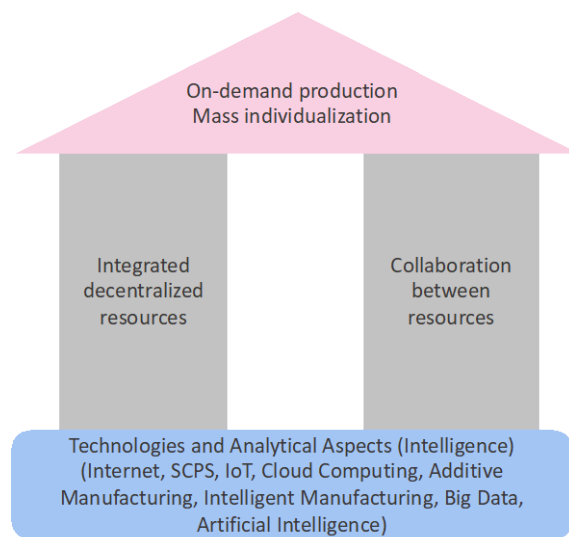 On-demand production
Mass individualization
Integrated
decentralized
resources
Collaboration
between
resources
Technologies and Analytical Aspects (Intelligence)
(Internet, SCPS, IoT, Cloud Computing, Additive
Manufacturing, Intelligent Manufacturing, Big Data,
Artificial Intelligence)